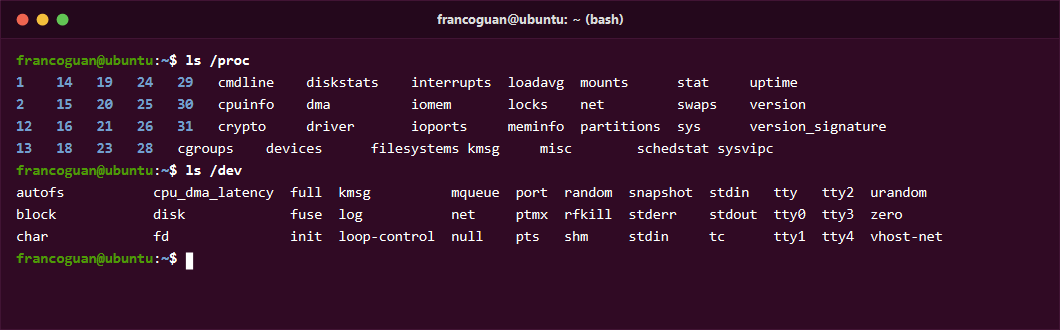 francoguan@ubuntu: ~ (bash)
francoguan@ubuntu:~$ ls /proc
1 14 19 24 29 cmdline diskstats interrupts loadavg mounts stat uptime
2 15 20 25 30 cpuinfo dma iomem locks net swaps version
12 16 21 26 31 crypto driver ioports meminfo partitions sys version_signature
13 18 23 28 cgroups devices filesystems kmsg misc schedstat sysvipc
francoguan@ubuntu:~$ ls /dev
autofs cpu_dma_latency full kmsg mqueue port random snapshot stdin tty tty2 urandom
block disk fuse log net ptmx rfkill stderr stdout tty0 tty3 zero
char fd init loop-control null pts shm stdin tc tty1 tty4 vhost-net
francoguan@ubuntu:~$